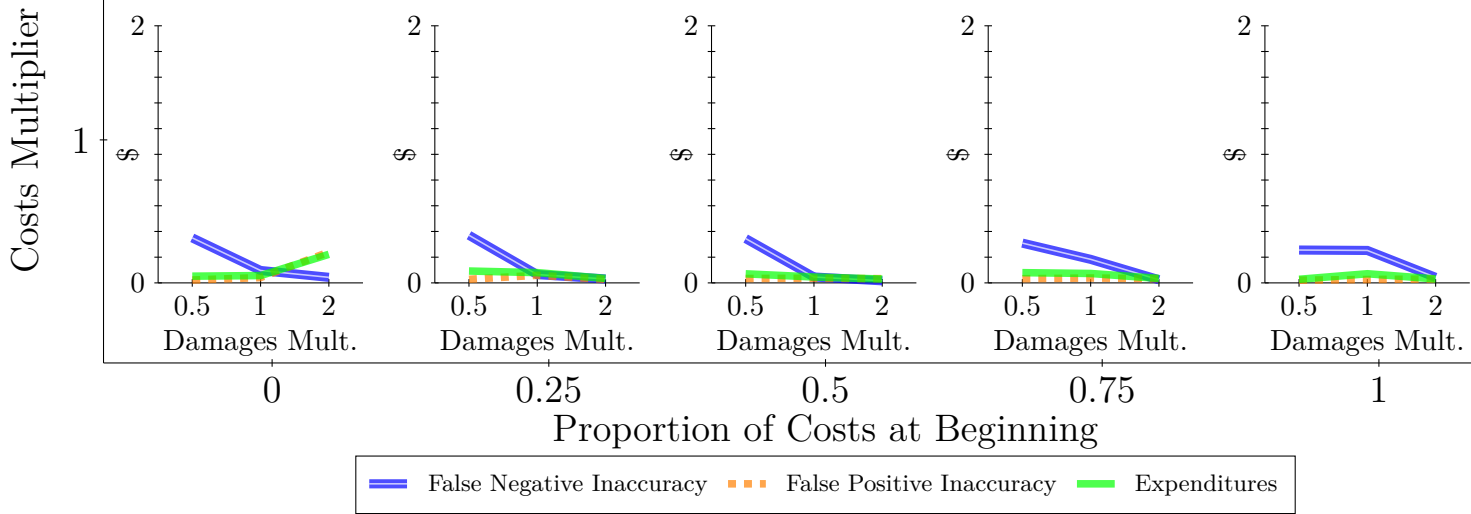 Costs Multiplier
1
2
0
$
0.5 1 2
Damages Mult.
2
0
$
0.5 1 2
Damages Mult.
2
0
$
0.5 1 2
Damages Mult.
2
0
$
0.5 1 2
Damages Mult.
2
0
$
0.5 1 2
Damages Mult.
0 0.25 0.5 0.75 1
Proportion of Costs at Beginning
False Negative Inaccuracy False Positive Inaccuracy Expenditures